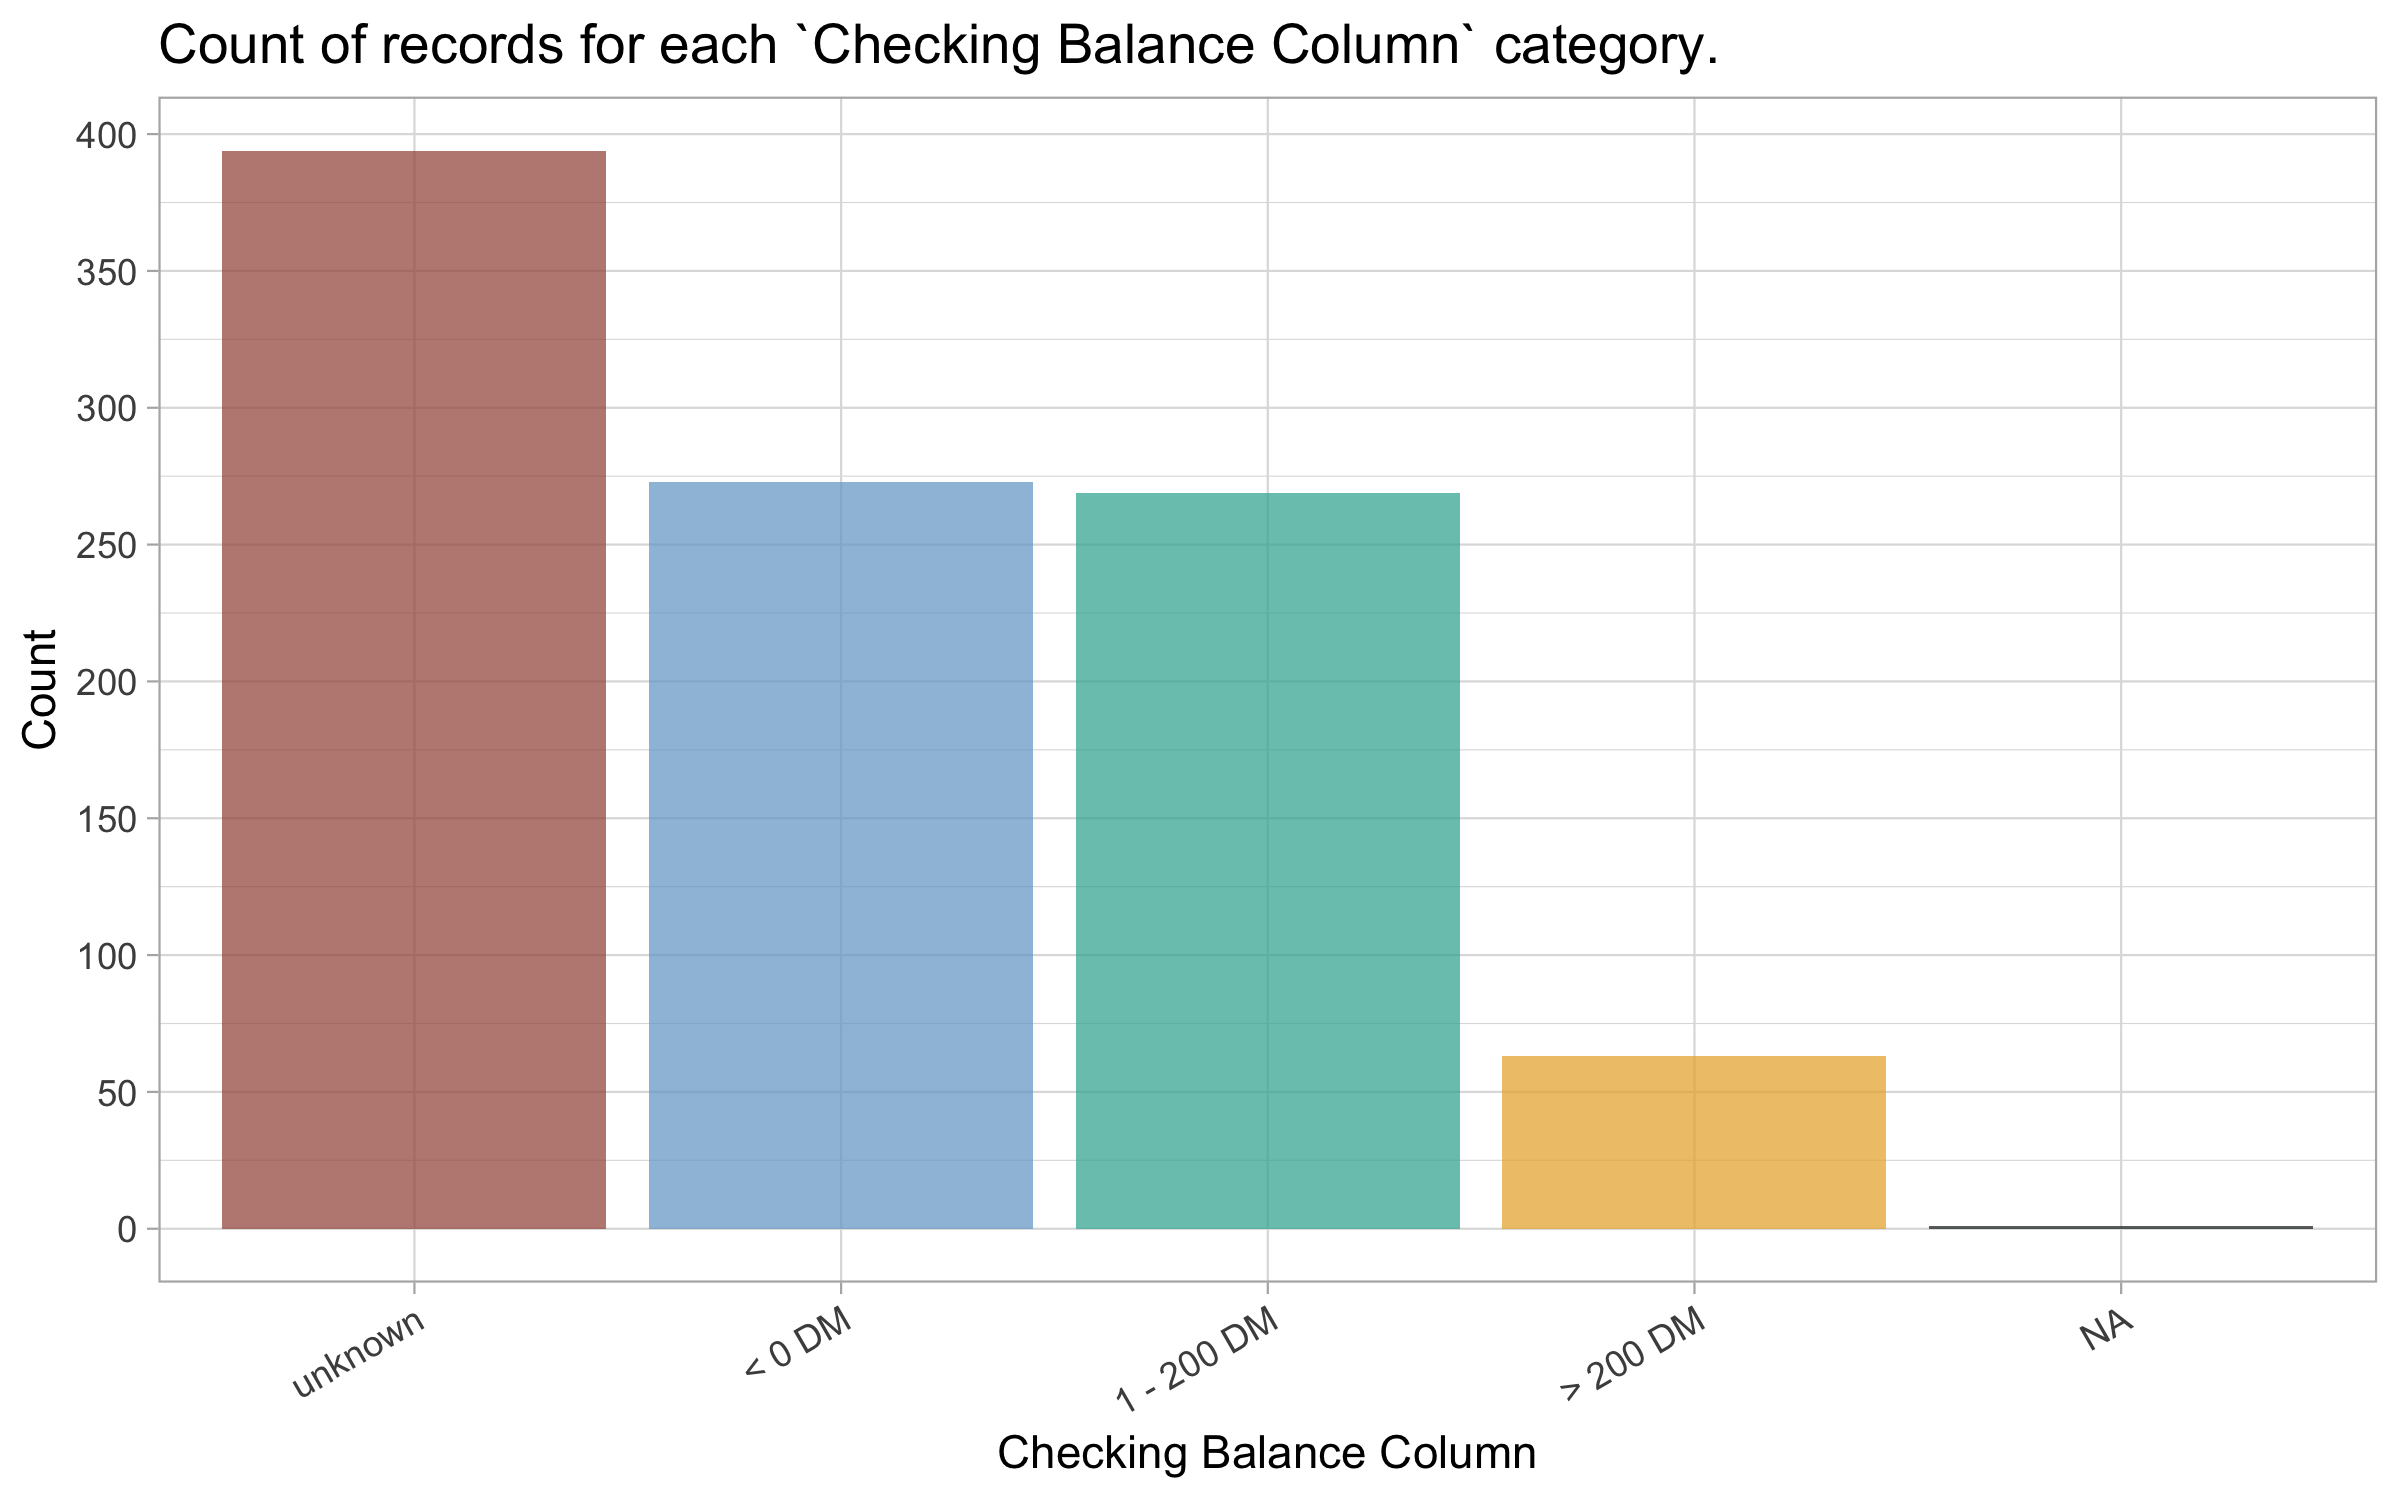 Count of records for each `Checking Balance Column` category.
Count
400
350
300
250
200
150
100
50
0
unknown
< 0 DM
1 - 200 DM
> 200 DM
NA
Checking Balance Column